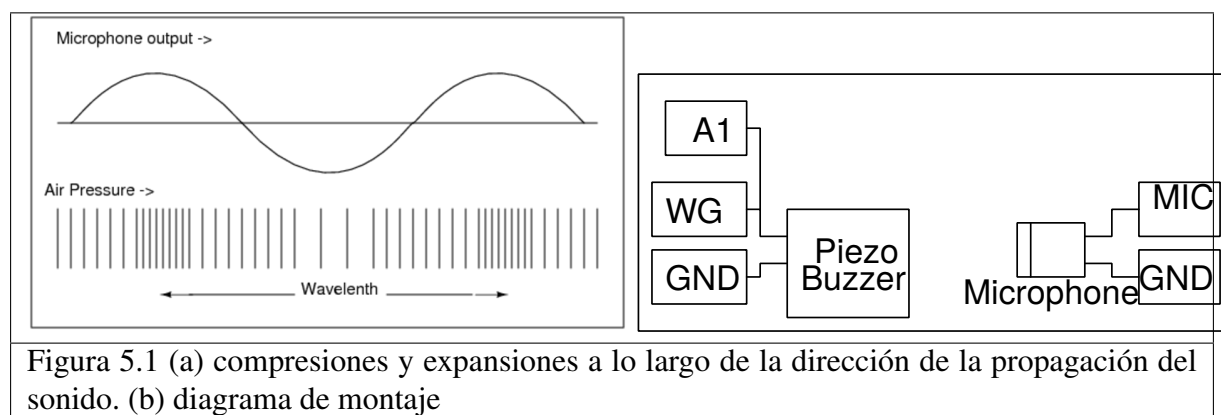 Microphone output ->
Air Pressure ->
Wavelenth
A1
WG
GND
Piezo
Buzzer
Microphone
MIC
GND
Figura 5.1 (a) compresiones y expansiones a lo largo de la dirección de la propagación del
sonido. (b) diagrama de montaje